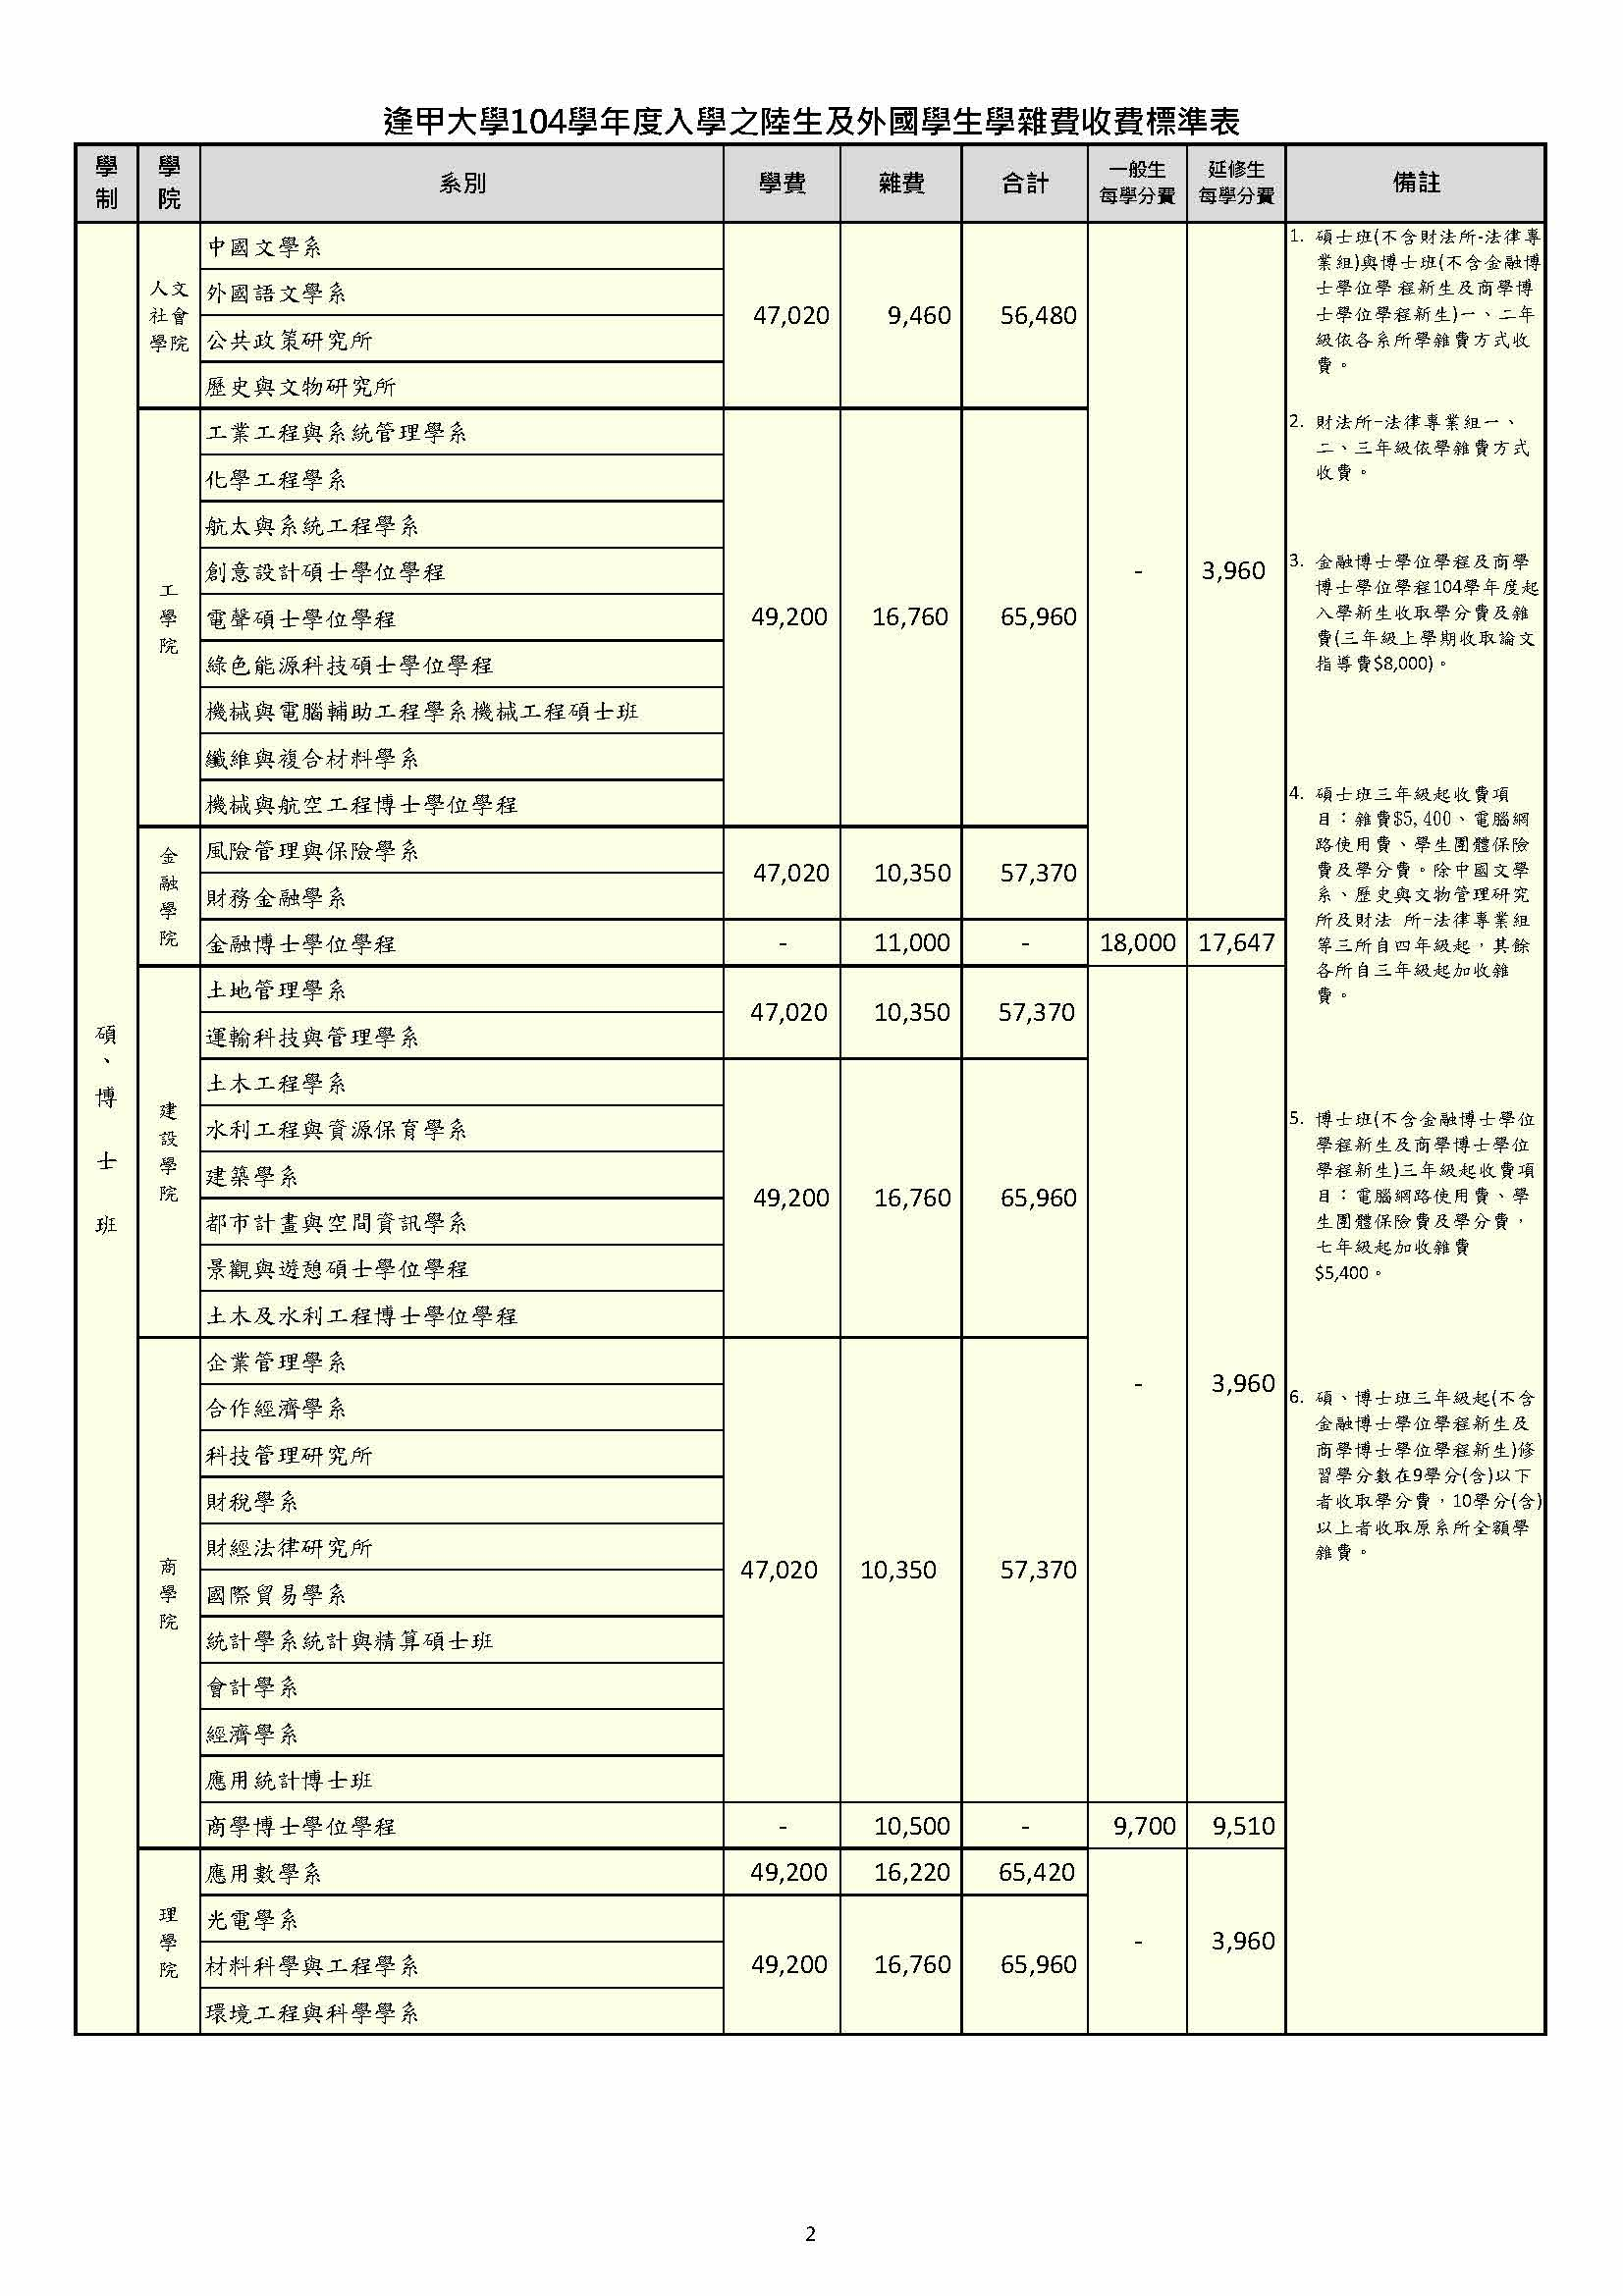 逢甲大學104學年度入學之陸生及外國學生學雜費收費標準表
學制 學院 系別 學費 雜費 合計 一般生每學分費 延修生每學分費 備註
碩、博士班
人文社會學院
中國文學系
外國語文學系
公共政策研究所
歷史與文物研究所
47,020 9,460 56,480
工學院
工業工程與系統管理學系
化學工程學系
航太與系統工程學系
創意設計碩士學位學程
電聲碩士學位學程
綠色能源科技碩士學位學程
機械與電腦輔助工程學系機械工程碩士班
纖維與複合材料學系
機械與航空工程博士學位學程
49,200 16,760 65,960
- 3,960
金融學院
風險管理與保險學系
財務金融學系
47,020 10,350 57,370
金融博士學位學程 - 11,000 - 18,000 17,647
建設學院
土地管理學系
運輸科技與管理學系
47,020 10,350 57,370
土木工程學系
水利工程與資源保育學系
建築學系
都市計畫與空間資訊學系
景觀與遊憩碩士學位學程
土木及水利工程博士學位學程
49,200 16,760 65,960
商學院
企業管理學系
合作經濟學系
科技管理研究所
財稅學系
財經法律研究所
國際貿易學系
統計學系統計與精算碩士班
會計學系
經濟學系
應用統計博士班
47,020 10,350 57,370
- 3,960
商學博士學位學程 - 10,500 - 9,700 9,510
理學院
應用數學系 49,200 16,220 65,420
光電學系
材料科學與工程學系
環境工程與科學學系
49,200 16,760 65,960
- 3,960
1. 碩士班(不含財法所-法律專
業組)與博士班(不含金融博
士學位學 程新生及商學博
士學位學程新生)一、二年
級依各系所學雜費方式收
費。
2. 財法所-法律專業組一、
二、三年級依學雜費方式
收費。
3. 金融博士學位學程及商學
博士學位學程104學年度起
入學新生收取學分費及雜
費(三年級上學期收取論文
指導費$8,000)。
4. 碩士班三年級起收費項
目：雜費$5,400、電腦網
路使用費、學生團體保險
費及學分費。除中國文學
系、歷史與文物管理研究
所及財法 所-法律專業組
等三所自四年級起，其餘
各所自三年級起加收雜
費。
5. 博士班(不含金融博士學位
學程新生及商學博士學位
學程新生)三年級起收費項
目：電腦網路使用費、學
生團體保險費及學分費，
七年級起加收雜費
$5,400。
6. 碩、博士班三年級起(不含
金融博士學位學程新生及
商學博士學位學程新生)修
習學分數在9學分(含)以下
者收取學分費，10學分(含)
以上者收取原系所全額學
雜費。
2